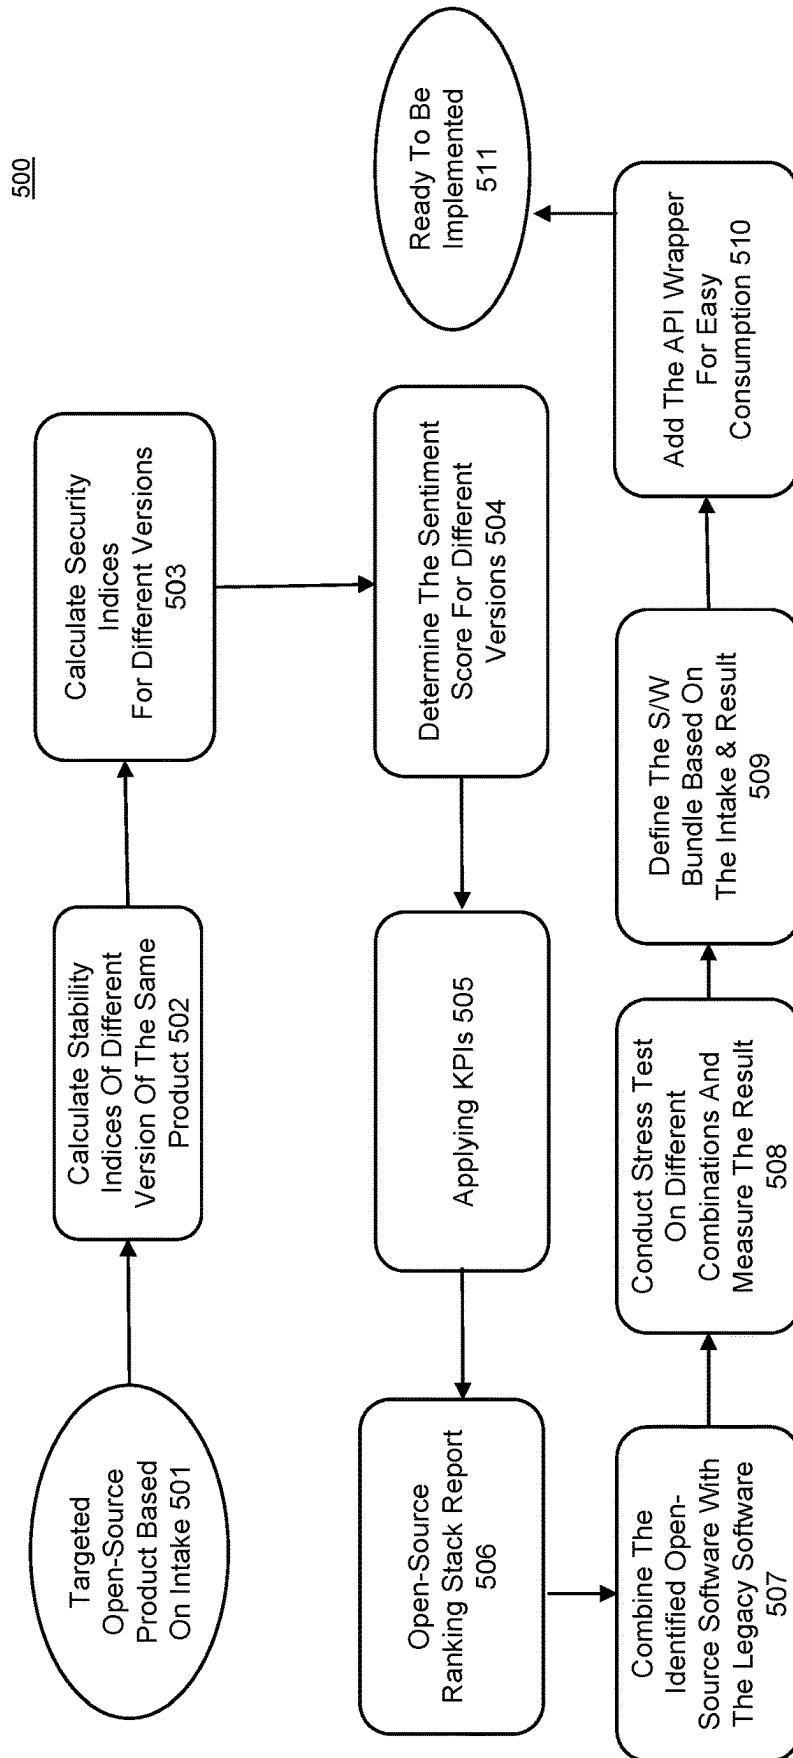 500
Targeted
Open-Source
Product Based
On Intake 501
Calculate Stability
Indices Of Different
Version Of The Same
Product 502
Calculate Security
Indices
For Different Versions
503
Determine The Sentiment
Score For Different
Versions 504
Applying KPIs 505
Open-Source
Ranking Stack Report
506
Combine The
Identified Open-
Source Software With
The Legacy Software
507
Conduct Stress Test
On Different
Combinations And
Measure The Result
508
Define The S/W
Bundle Based On
The Intake & Result
509
Add The API Wrapper
For Easy
Consumption 510
Ready To Be
Implemented
511